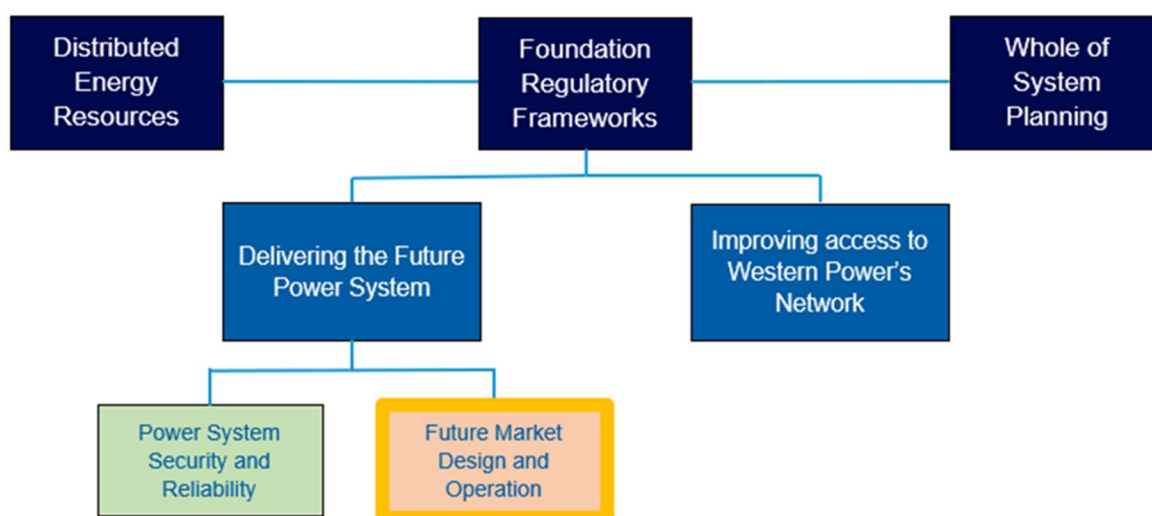 Distributed
Energy
Resources
Foundation
Regulatory
Frameworks
Whole of
System
Planning
Delivering the Future
Power System
Improving access to
Western Power's
Network
Power System
Security and
Reliability
Future Market
Design and
Operation